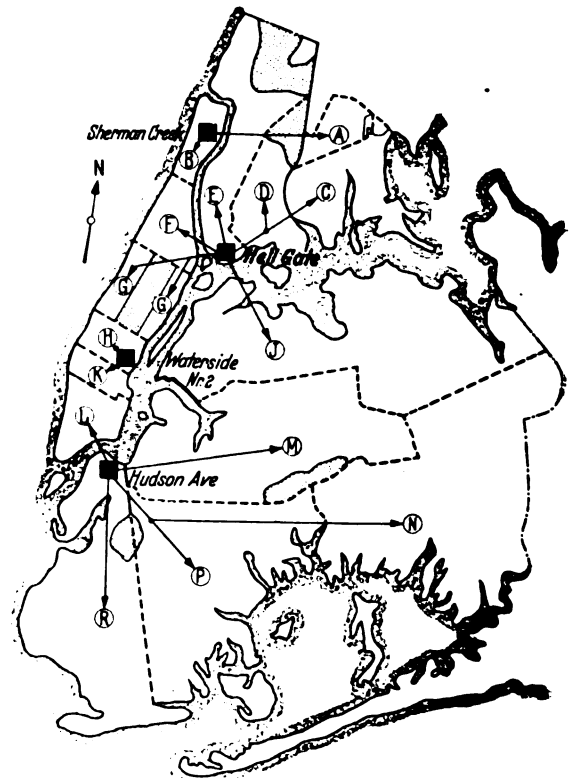 Sherman Creek
A
B
N
E
D
C
F
Hell Gate
G
G
H
J
K
Waterside
Nr 2
L
M
Hudson Ave
N
P
R